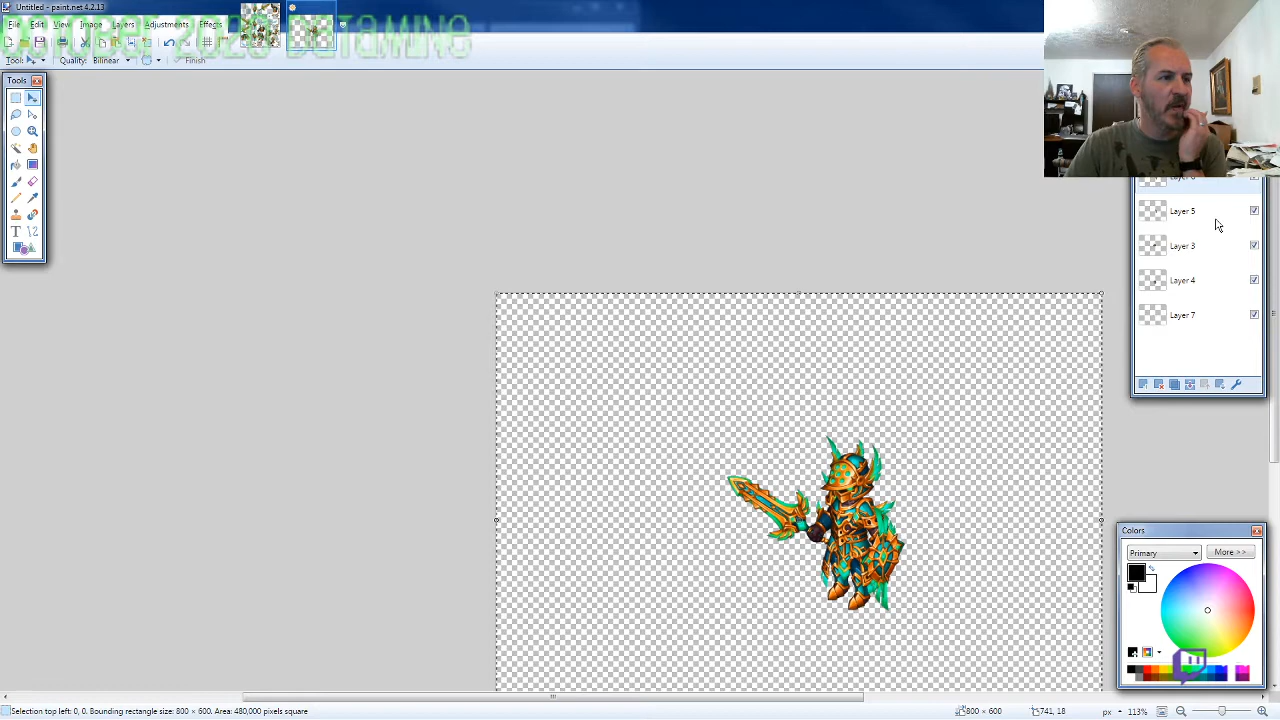 Untitled - paint.net 4.2.13
File Edit View Image Layers Adjustments Effects
2020 DATAMINE
Tool: Quality: Bilinear Finish
Tools
Layer 5
Layer 3
Layer 4
Layer 7
Colors
Primary More >>
Selection top left: 0, 0. Bounding rectangle size: 800 × 600, Area: 480,000 pixels square 800 × 600 741, 18 px 113%